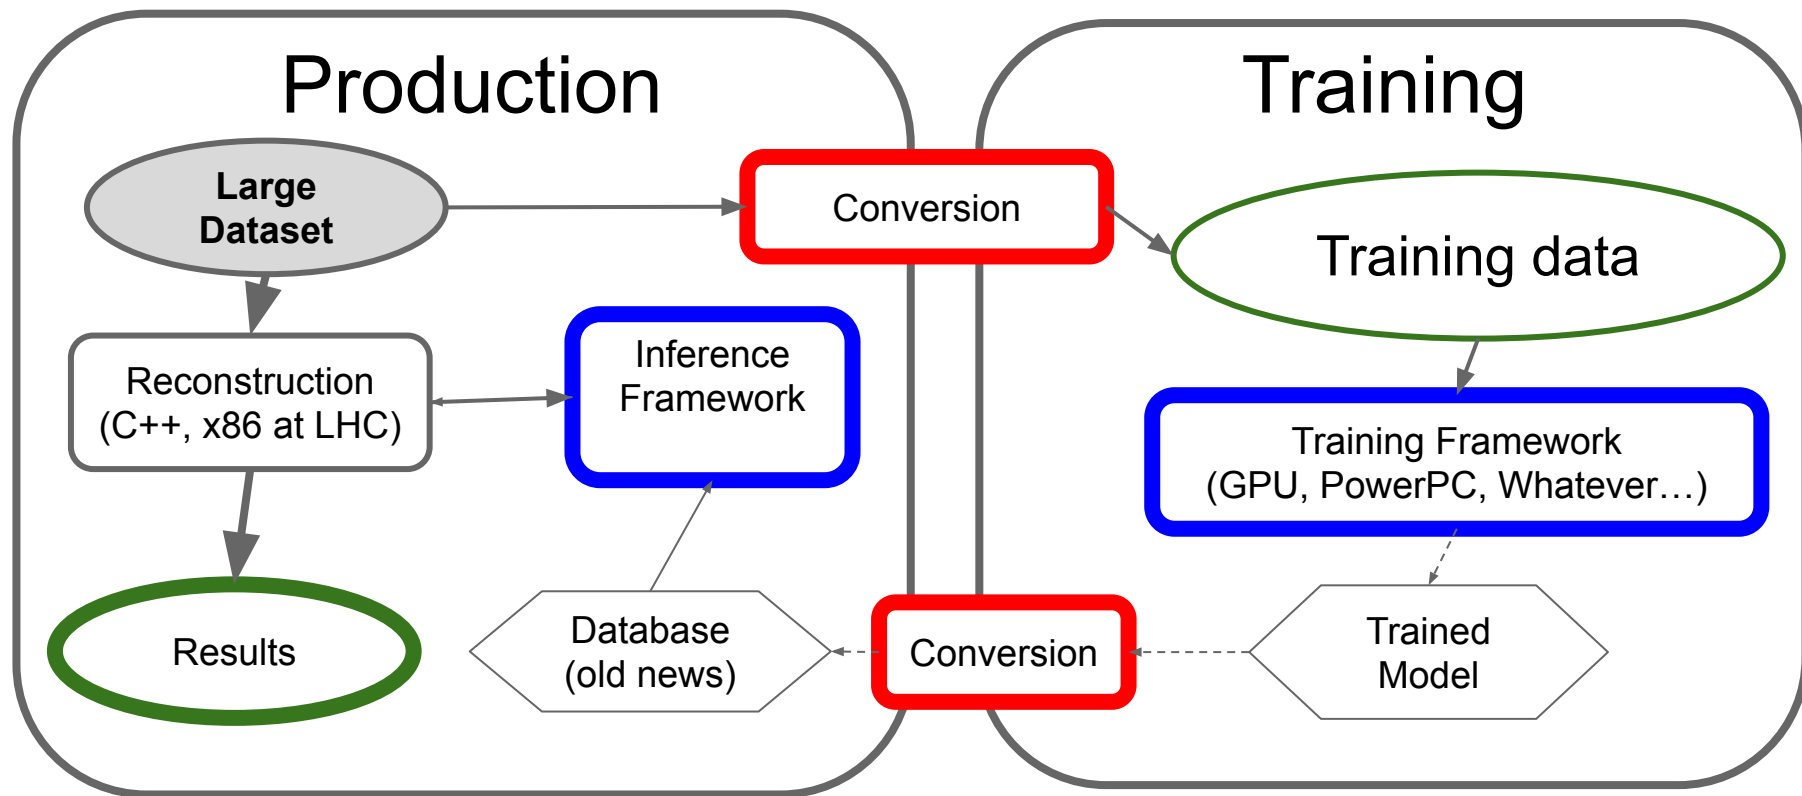 Production
Training
Large
Dataset
Conversion
Training data
Inference
Framework
Reconstruction
(C++, x86 at LHC)
Training Framework
(GPU, PowerPC, Whatever…)
Results
Database
(old news)
Conversion
Trained
Model